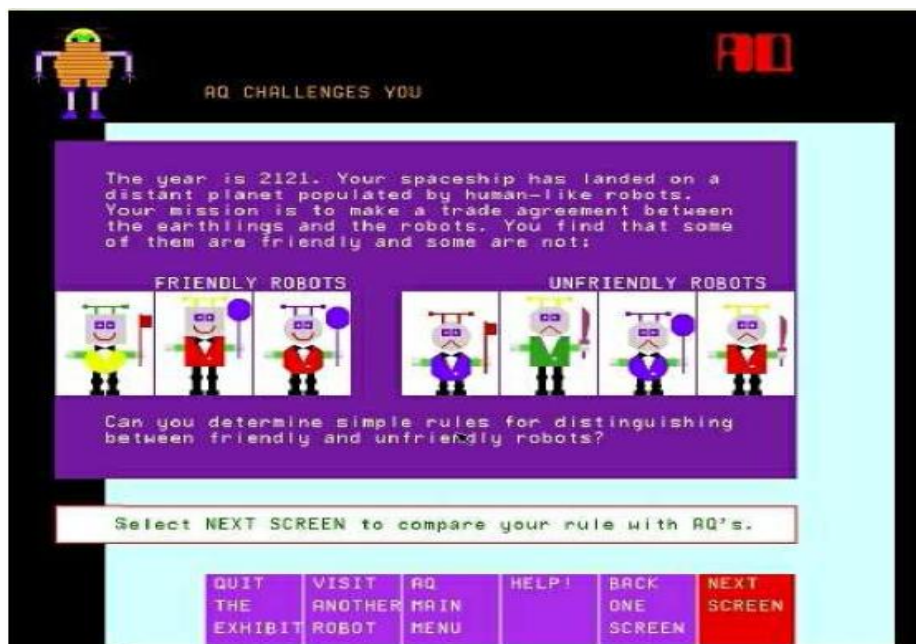 AQ
AQ CHALLENGES YOU
The year is 2121. Your spaceship has landed on a
distant planet populated by human-like robots.
Your mission is to make a trade agreement between
the earthlings and the robots. You find that some
of them are friendly and some are not:
FRIENDLY ROBOTS
UNFRIENDLY ROBOTS
Can you determine simple rules for distinguishing
between friendly and unfriendly robots?
Select NEXT SCREEN to compare your rule with AQ's.
QUIT
THE
EXHIBIT
VISIT
ANOTHER
ROBOT
AQ
MAIN
MENU
HELP!
BACK
ONE
SCREEN
NEXT
SCREEN